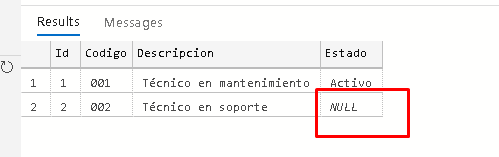 Results Messages
Id Codigo Descripcion Estado
1 1 001 Técnico en mantenimiento Activo
2 2 002 Técnico en soporte NULL